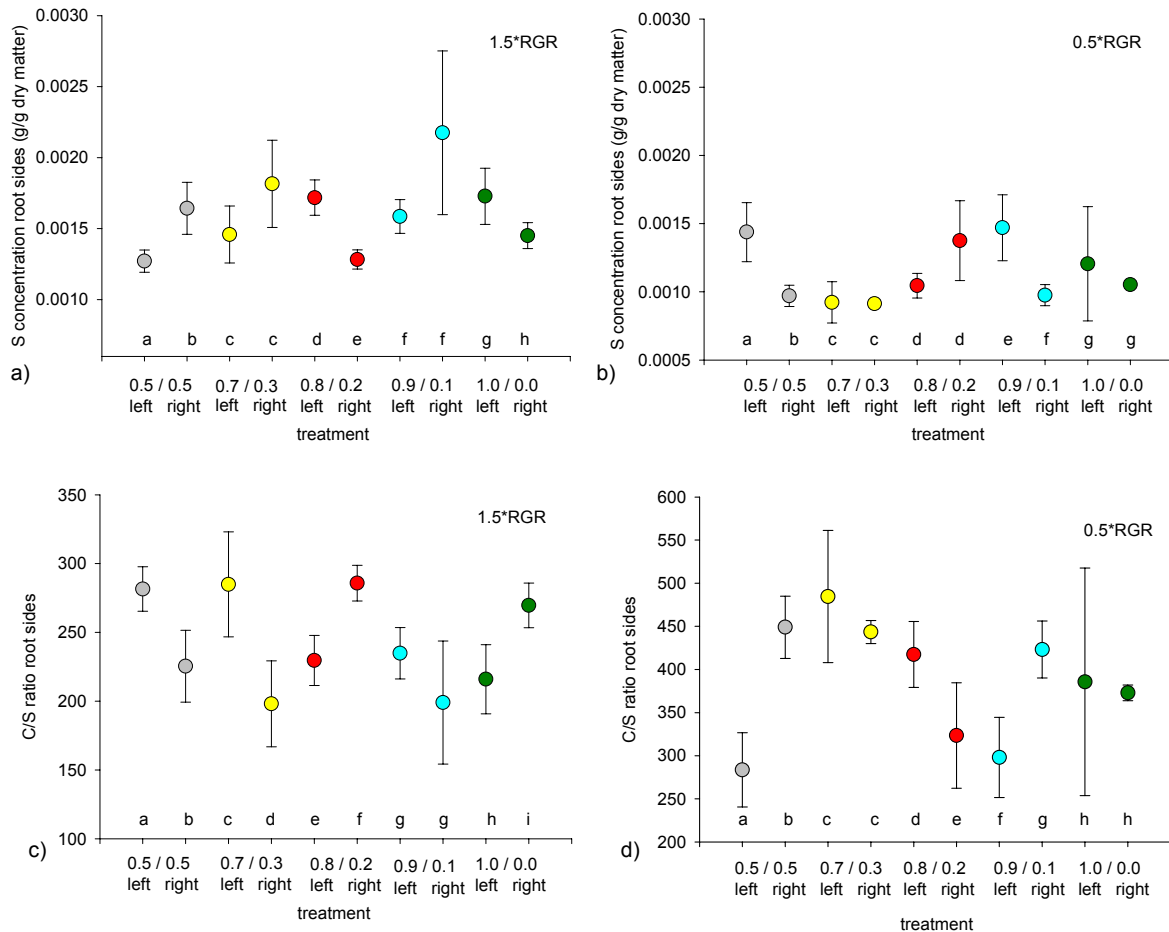 S concentration root sides (g/g dry matter)
0.0030
0.0025
0.0020
0.0015
0.0010
1.5*RGR
a b c c d e f f g h
a)
0.5 / 0.5 0.7 / 0.3 0.8 / 0.2 0.9 / 0.1 1.0 / 0.0
left right left right left right left right left right
treatment
S concentration root sides (g/g dry matter)
0.0030
0.0025
0.0020
0.0015
0.0010
0.0005
0.5*RGR
a b c c d d e f g g
b)
0.5 / 0.5 0.7 / 0.3 0.8 / 0.2 0.9 / 0.1 1.0 / 0.0
left right left right left right left right left right
treatment
C/S ratio root sides
350
300
250
200
150
100
1.5*RGR
a b c d e f g g h i
c)
0.5 / 0.5 0.7 / 0.3 0.8 / 0.2 0.9 / 0.1 1.0 / 0.0
left right left right left right left right left right
treatment
C/S ratio root sides
600
550
500
450
400
350
300
250
200
0.5*RGR
a b c c d e f g h h
d)
0.5 / 0.5 0.7 / 0.3 0.8 / 0.2 0.9 / 0.1 1.0 / 0.0
left right left right left right left right left right
treatment